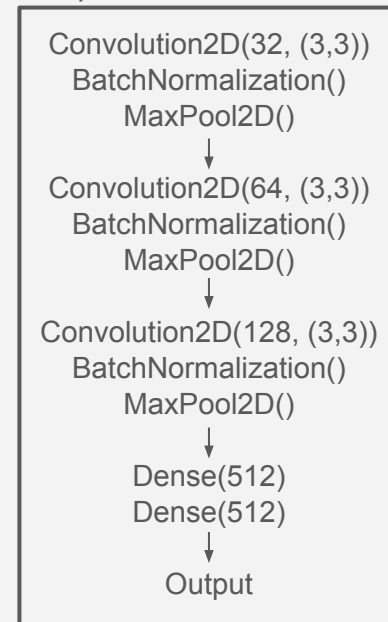 Convolution2D(32, (3,3))
BatchNormalization()
MaxPool2D()
Convolution2D(64, (3,3))
BatchNormalization()
MaxPool2D()
Convolution2D(128, (3,3))
BatchNormalization()
MaxPool2D()
Dense(512)
Dense(512)
Output